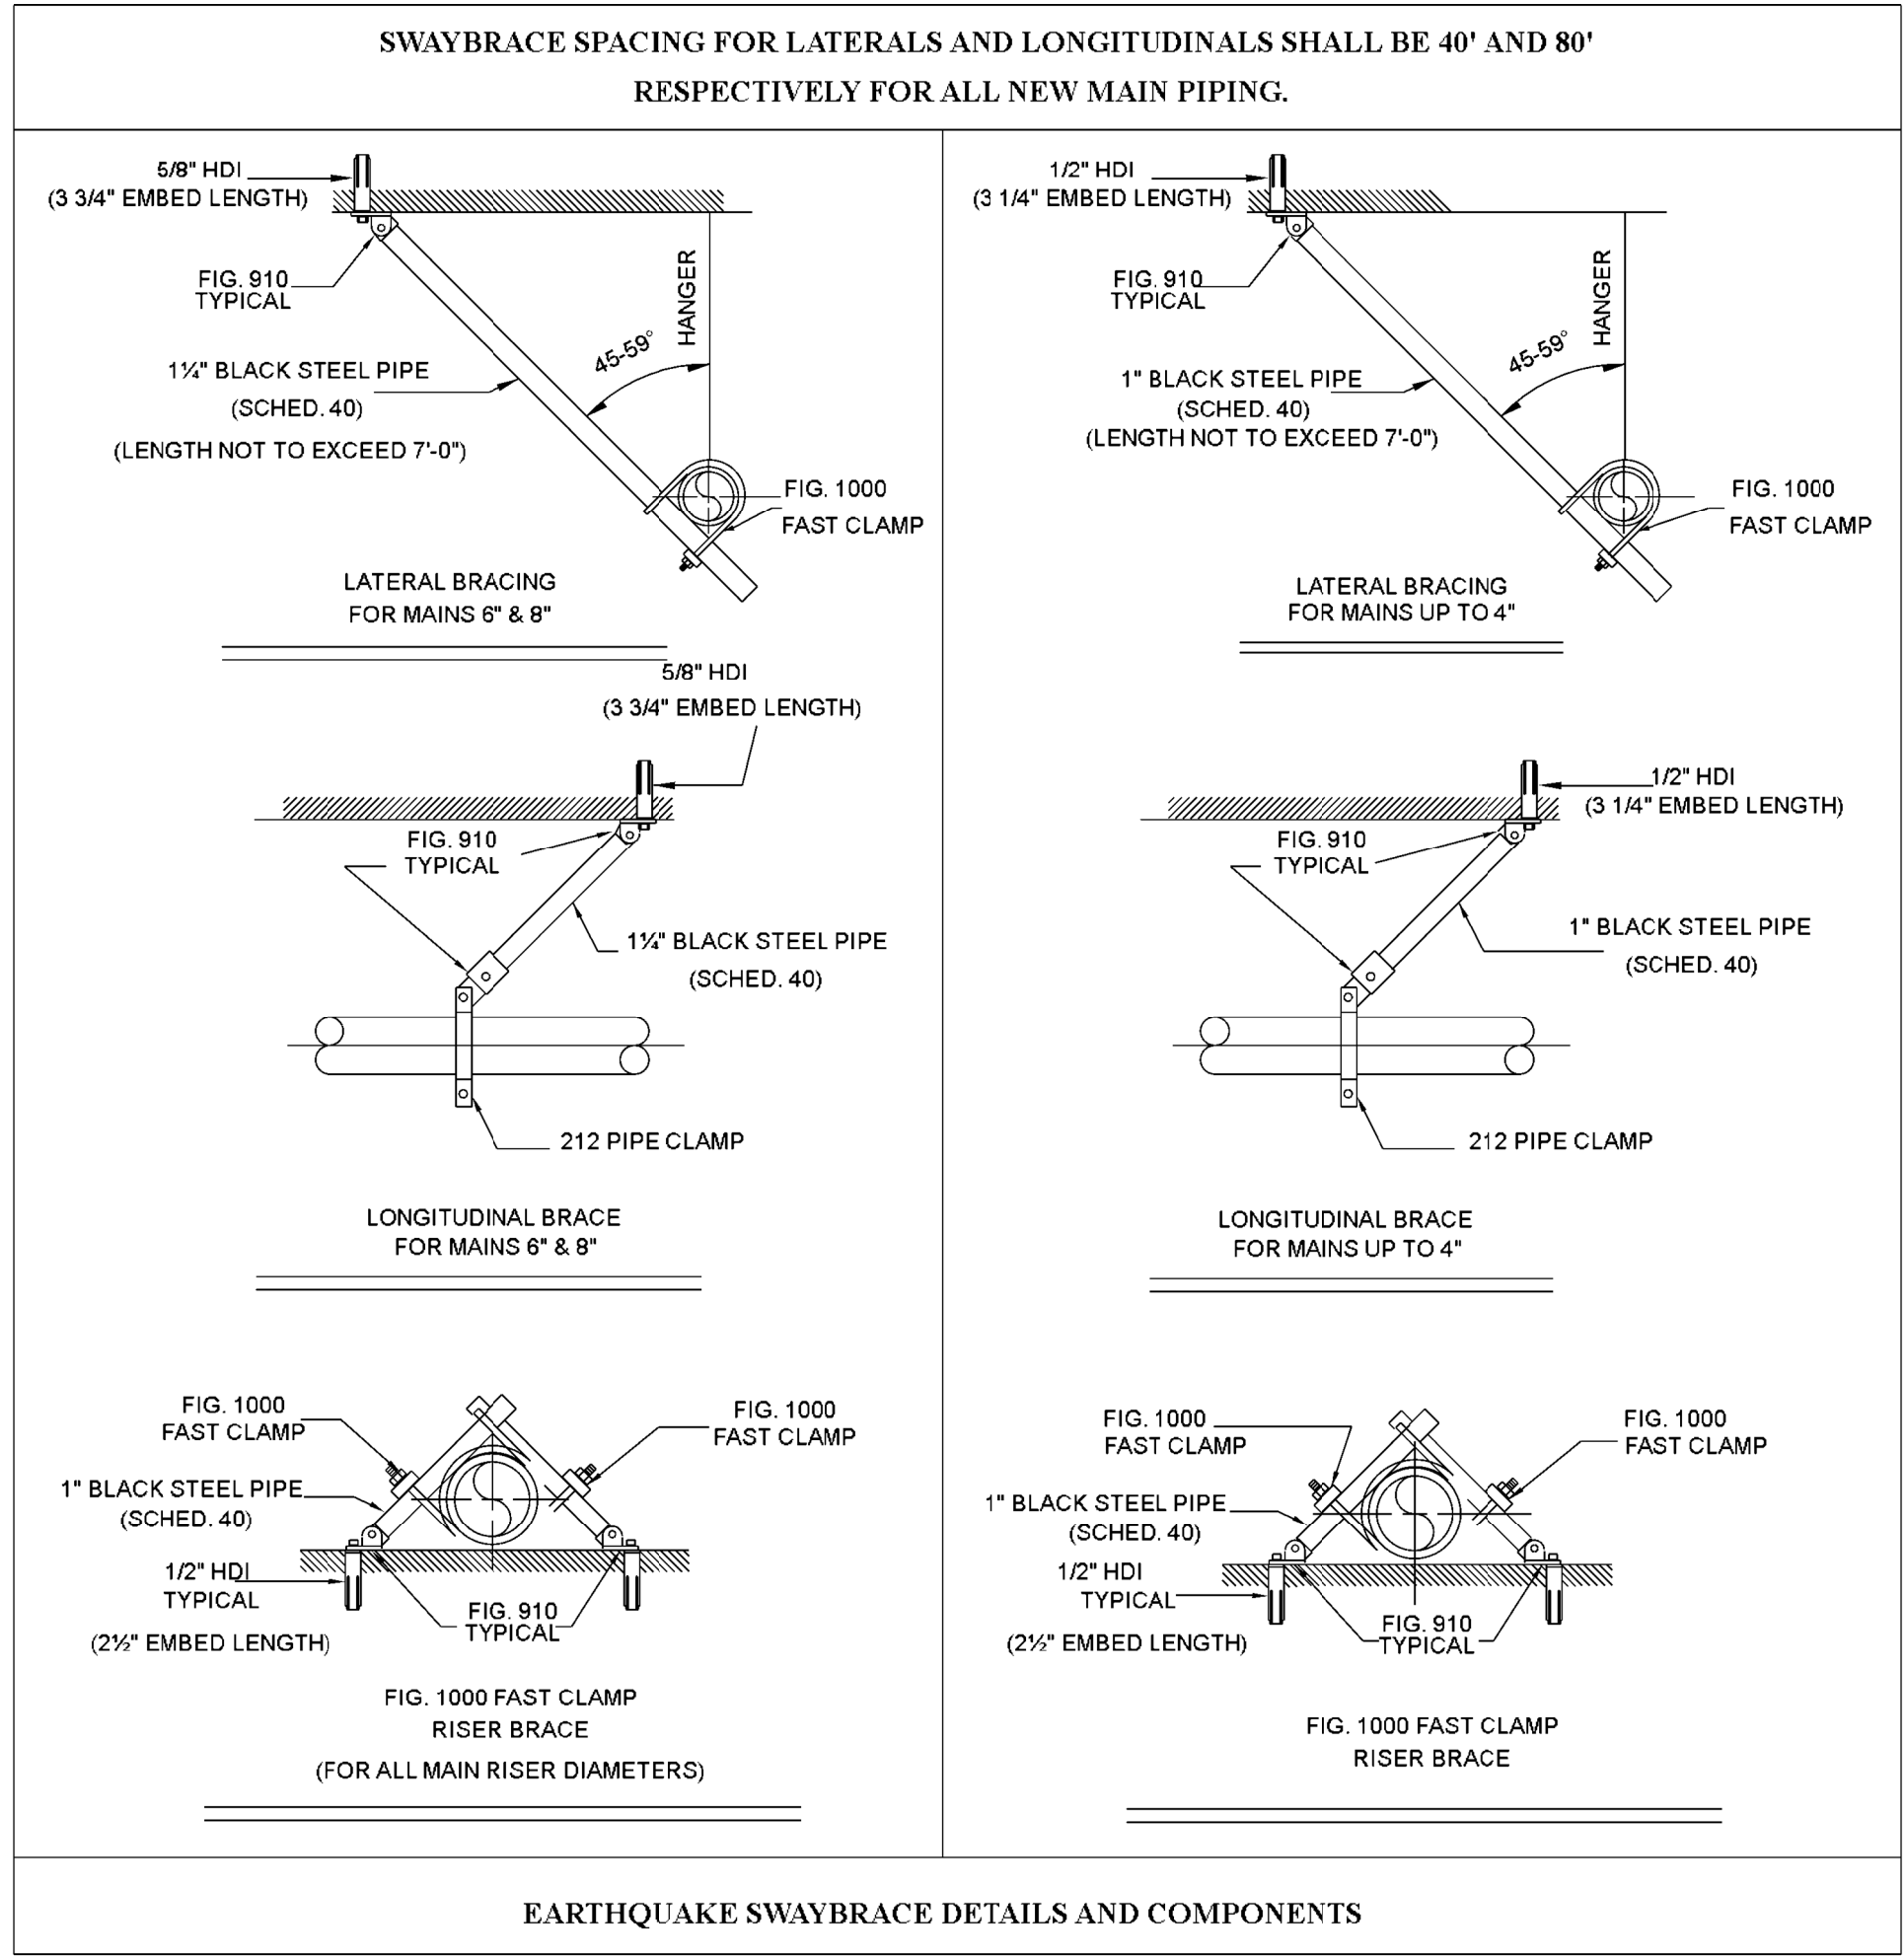 SWAYBRACE SPACING FOR LATERALS AND LONGITUDINALS SHALL BE 40' AND 80'
RESPECTIVELY FOR ALL NEW MAIN PIPING.
5/8" HDI
(3 3/4" EMBED LENGTH)
FIG. 910
TYPICAL
HANGER
45-59°
1¼" BLACK STEEL PIPE
(SCHED. 40)
(LENGTH NOT TO EXCEED 7'-0")
FIG. 1000
FAST CLAMP
LATERAL BRACING
FOR MAINS 6" & 8"
5/8" HDI
(3 3/4" EMBED LENGTH)
FIG. 910
TYPICAL
1¼" BLACK STEEL PIPE
(SCHED. 40)
212 PIPE CLAMP
LONGITUDINAL BRACE
FOR MAINS 6" & 8"
FIG. 1000
FAST CLAMP
FIG. 1000
FAST CLAMP
1" BLACK STEEL PIPE
(SCHED. 40)
1/2" HDI
TYPICAL
(2½" EMBED LENGTH)
FIG. 910
TYPICAL
FIG. 1000 FAST CLAMP
RISER BRACE
(FOR ALL MAIN RISER DIAMETERS)
1/2" HDI
(3 1/4" EMBED LENGTH)
FIG. 910
TYPICAL
HANGER
45-59°
1" BLACK STEEL PIPE
(SCHED. 40)
(LENGTH NOT TO EXCEED 7'-0")
FIG. 1000
FAST CLAMP
LATERAL BRACING
FOR MAINS UP TO 4"
1/2" HDI
(3 1/4" EMBED LENGTH)
FIG. 910
TYPICAL
1" BLACK STEEL PIPE
(SCHED. 40)
212 PIPE CLAMP
LONGITUDINAL BRACE
FOR MAINS UP TO 4"
FIG. 1000
FAST CLAMP
FIG. 1000
FAST CLAMP
1" BLACK STEEL PIPE
(SCHED. 40)
1/2" HDI
TYPICAL
(2½" EMBED LENGTH)
FIG. 910
TYPICAL
FIG. 1000 FAST CLAMP
RISER BRACE
EARTHQUAKE SWAYBRACE DETAILS AND COMPONENTS